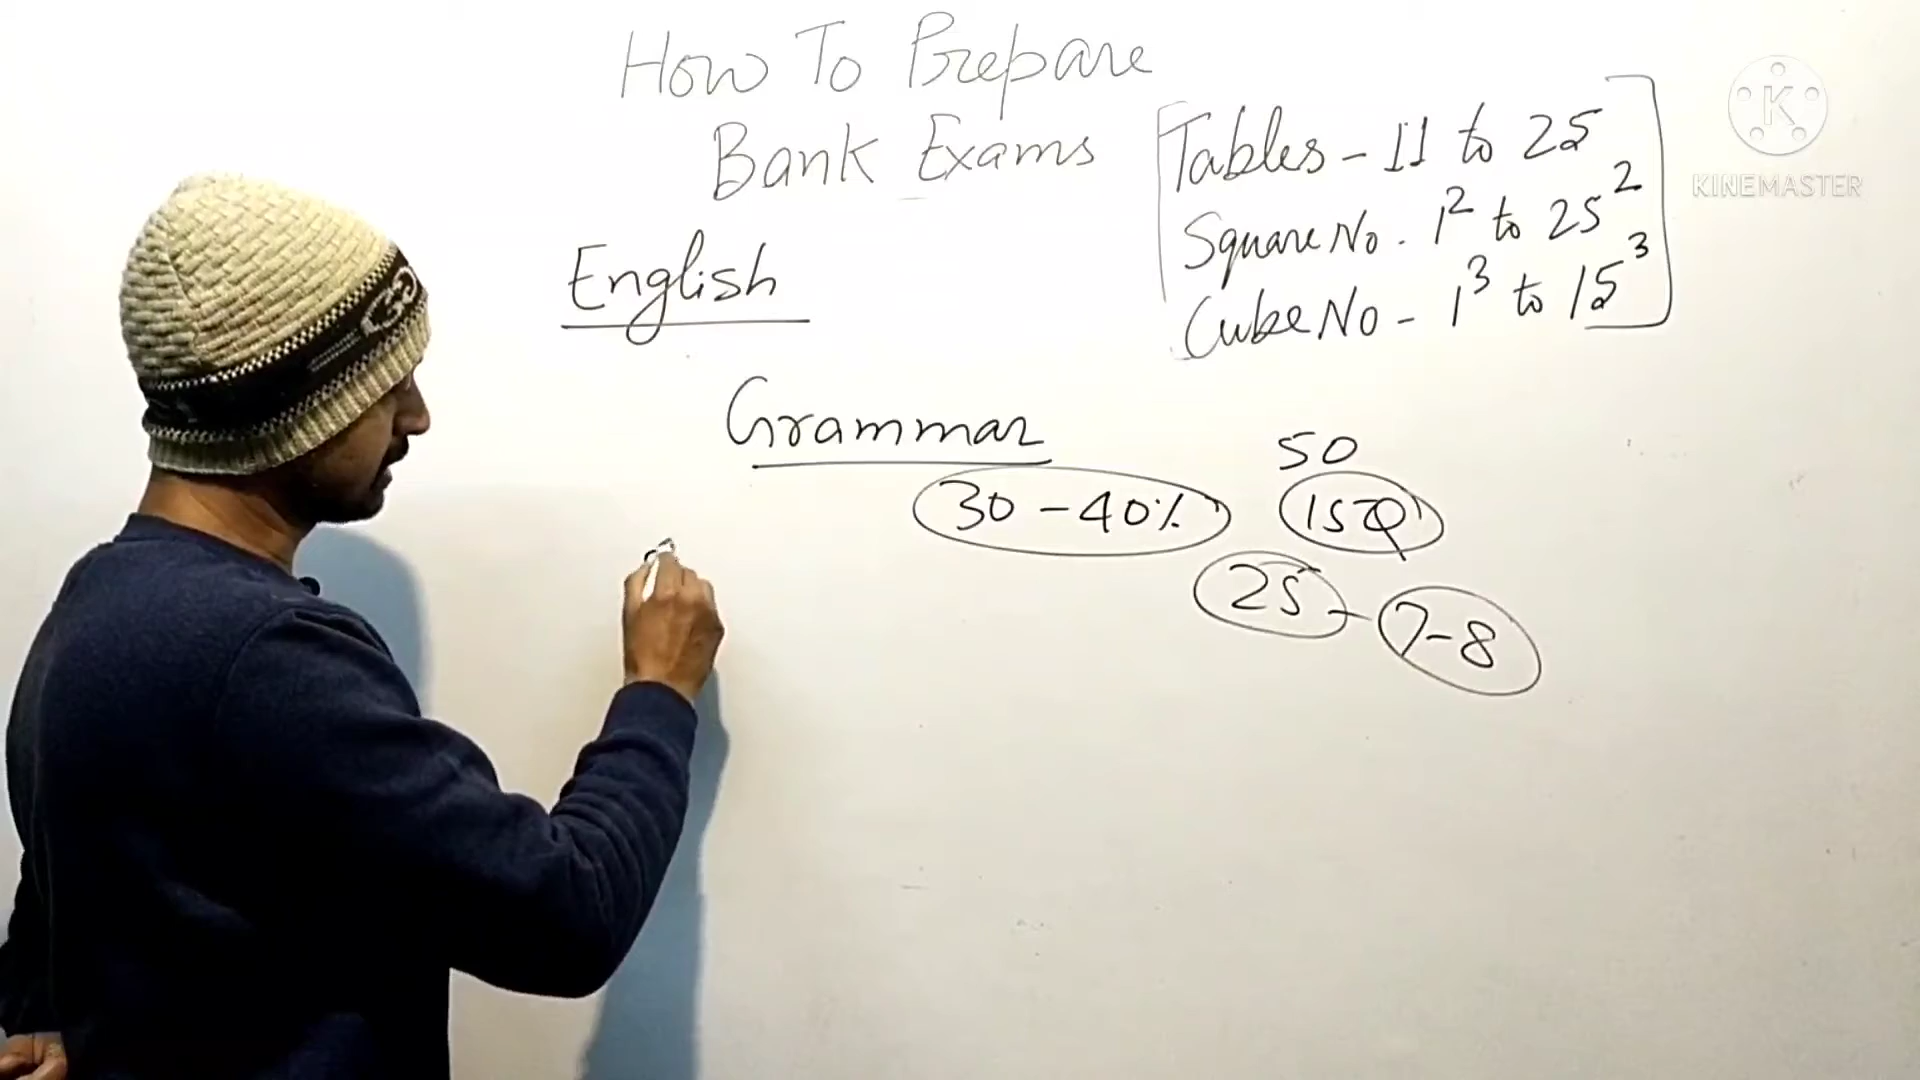 How To Prepare
Bank Exams
Tables - 11 to 25
Square No. 1² to 25²
Cube No - 1³ to 15³
K
KINEMASTER
English
Grammar
50
30 - 40%
15Q
25 - 7-8